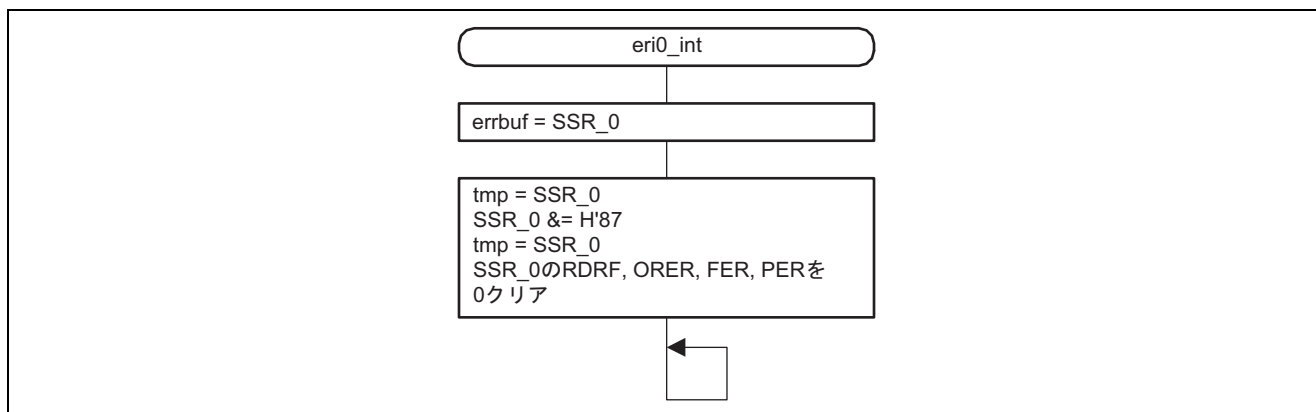 eri0_int
errbuf = SSR_0
tmp = SSR_0
SSR_0 &= H'87
tmp = SSR_0
SSR_0のRDRF, ORER, FER, PERを
0クリア